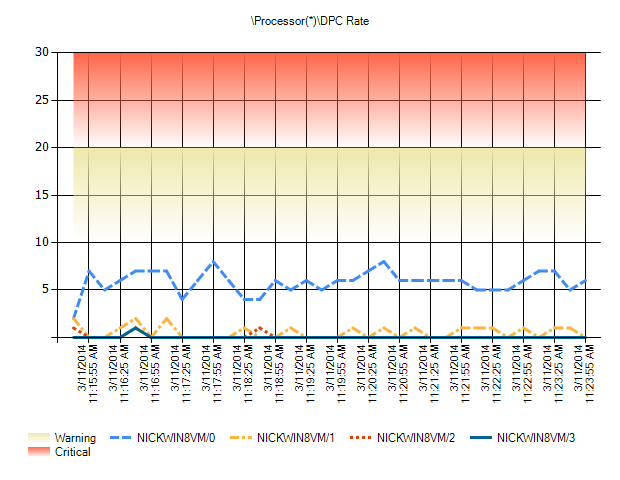 \Processor(*)\DPC Rate
30
25
20
15
10
5
3/11/2014
11:15:55 AM
3/11/2014
11:16:25 AM
3/11/2014
11:16:55 AM
3/11/2014
11:17:25 AM
3/11/2014
11:17:55 AM
3/11/2014
11:18:25 AM
3/11/2014
11:18:55 AM
3/11/2014
11:19:25 AM
3/11/2014
11:19:55 AM
3/11/2014
11:20:25 AM
3/11/2014
11:20:55 AM
3/11/2014
11:21:25 AM
3/11/2014
11:21:55 AM
3/11/2014
11:22:25 AM
3/11/2014
11:22:55 AM
3/11/2014
11:23:25 AM
3/11/2014
11:23:55 AM
Warning NICKWIN8VM/0 NICKWIN8VM/1 NICKWIN8VM/2 NICKWIN8VM/3
Critical